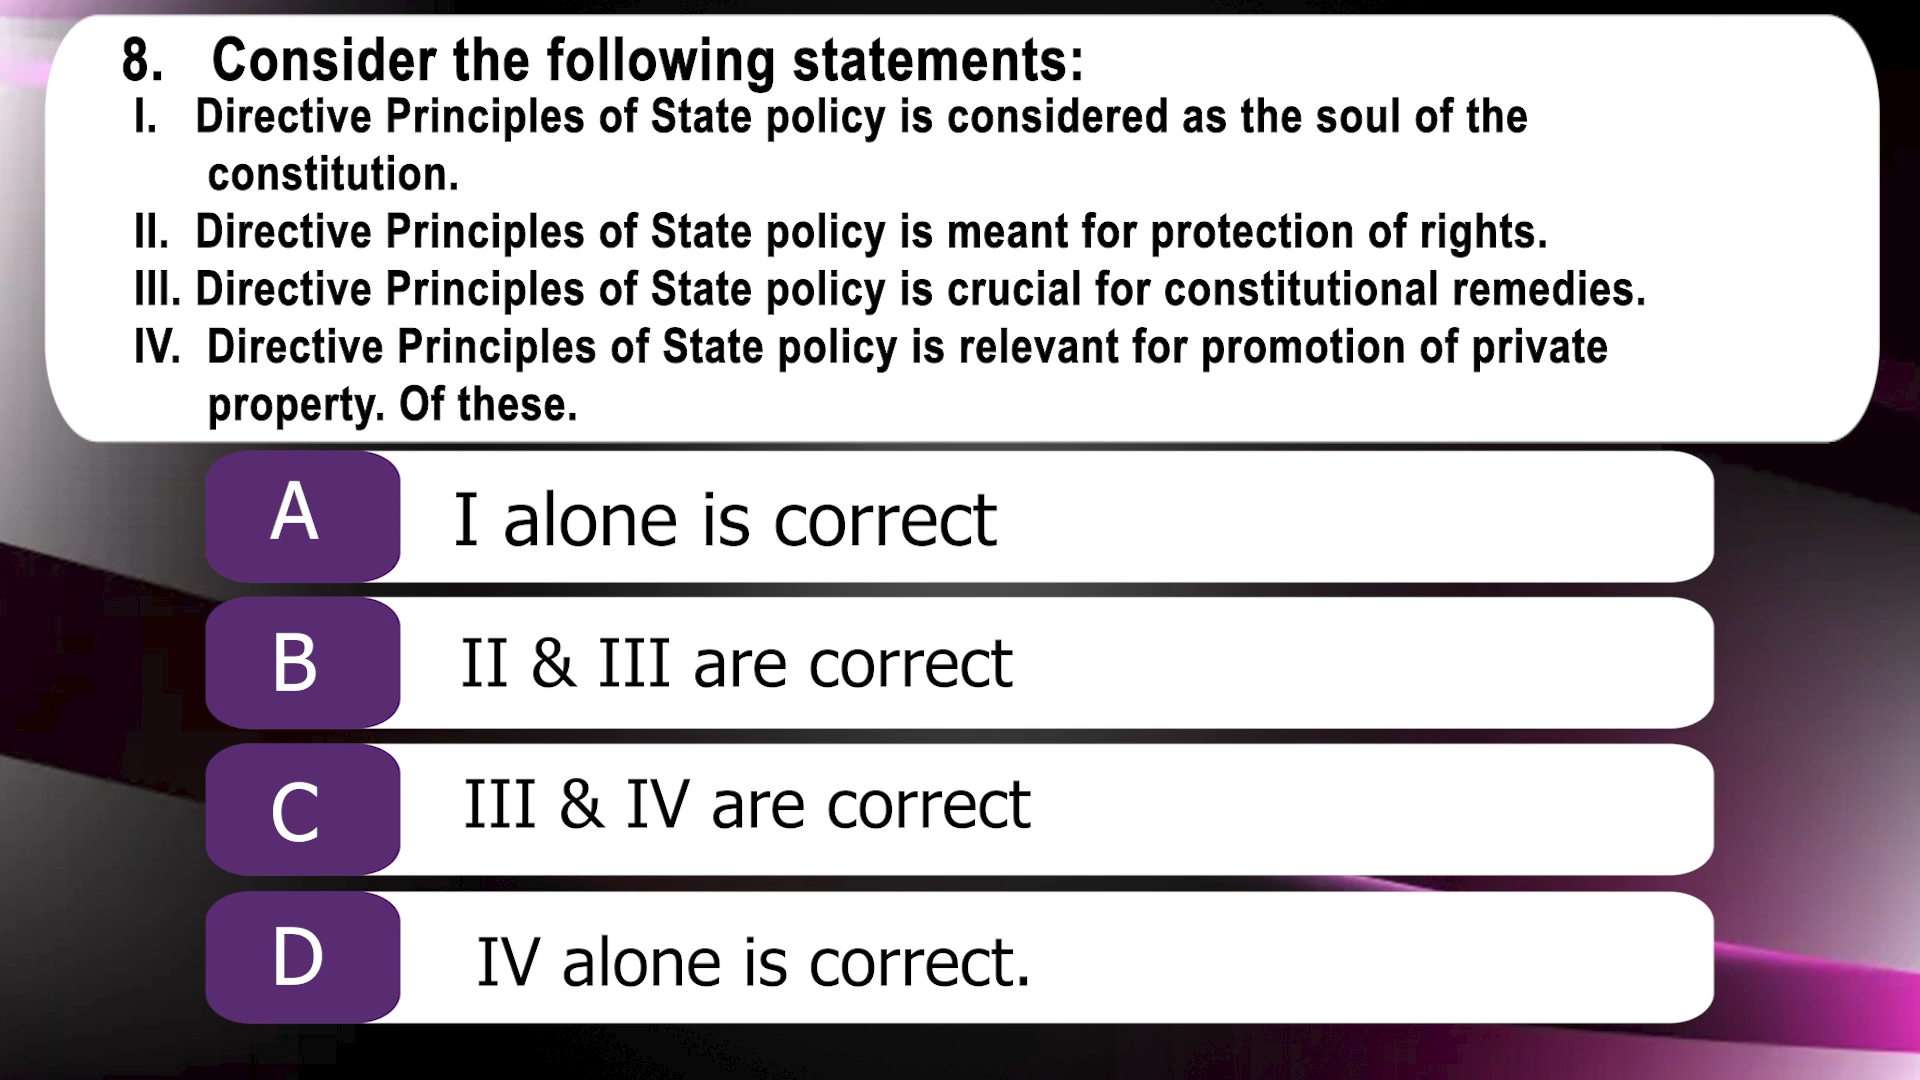 8. Consider the following statements:
I. Directive Principles of State policy is considered as the soul of the
constitution.
II. Directive Principles of State policy is meant for protection of rights.
III. Directive Principles of State policy is crucial for constitutional remedies.
IV. Directive Principles of State policy is relevant for promotion of private
property. Of these.
A I alone is correct
B II & III are correct
C III & IV are correct
D IV alone is correct.